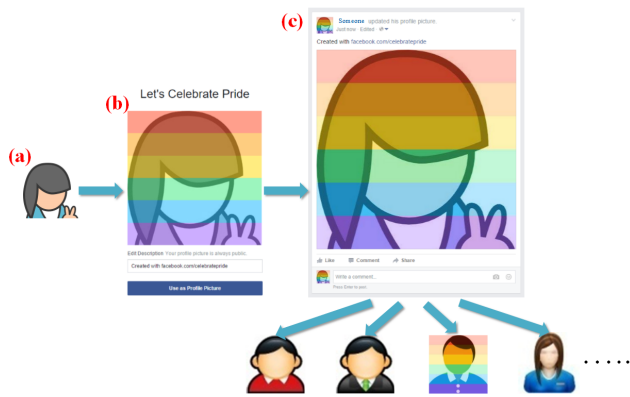 (a)
(b)
Let's Celebrate Pride
Edit Description Your profile picture is always public.
Created with facebook.com/celebratepride
Use as Profile Picture
(c)
Someone updated his profile picture
Just now · Edited ·
Created with facebook.com/celebratepride
Like Comment Share
Write a comment...
Press Enter to post.
. . . . .